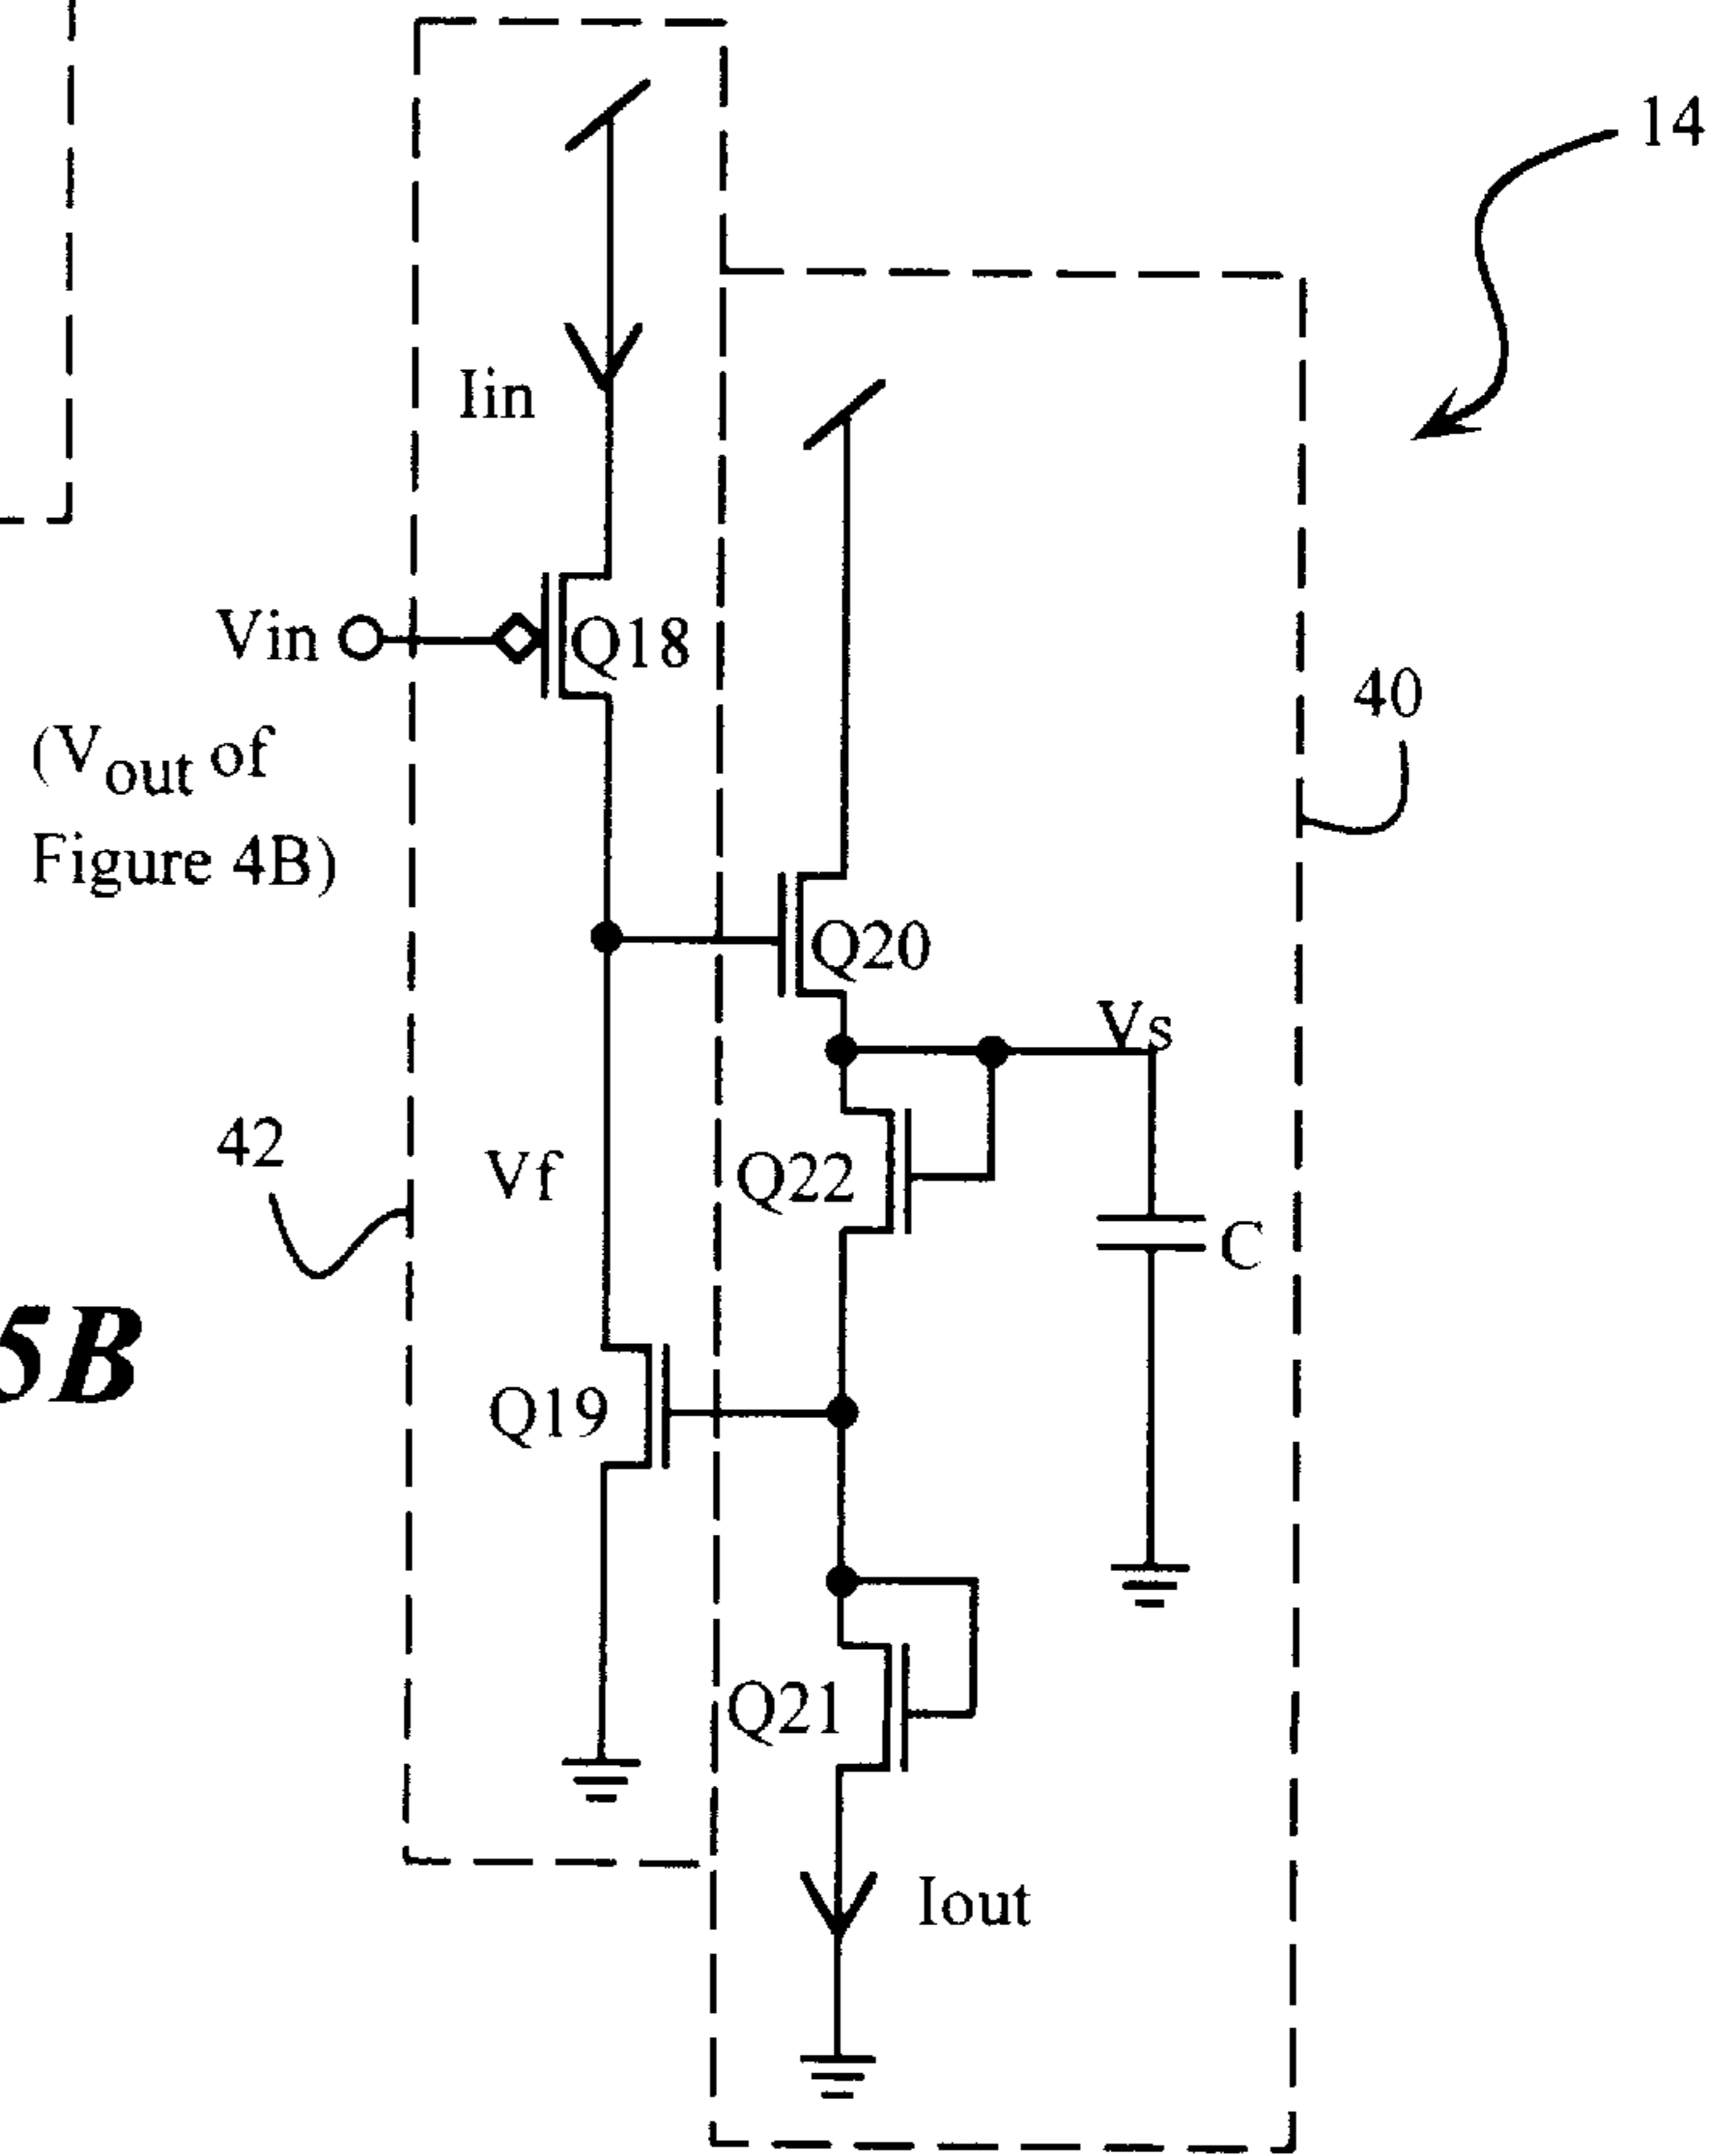 14
Iin
Vin
Q18
40
(Vout of
Figure 4B)
Q20
Vs
42
Vf
Q22
C
5B
Q19
Q21
Iout